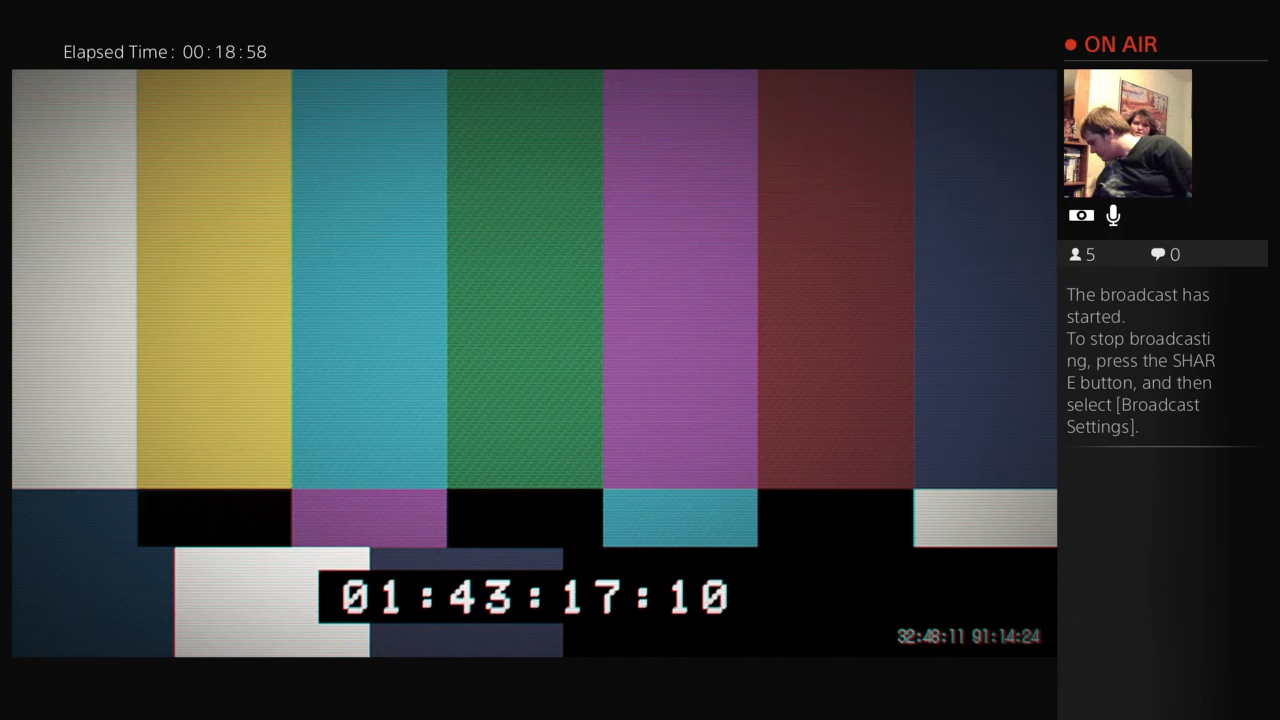 Elapsed Time: 00:18:58
ON AIR
5
0
The broadcast has
started.
To stop broadcasti
ng, press the SHAR
E button, and then
select [Broadcast
Settings].
01:43:17:10
32:48:11 91:14:24